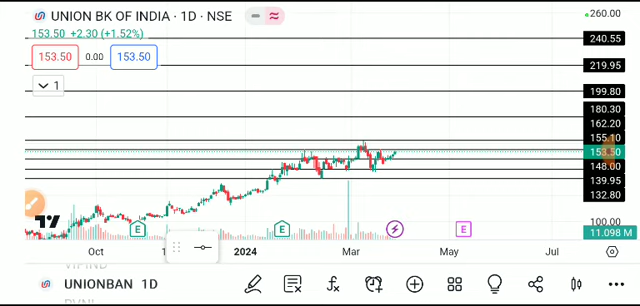 UNION BK OF INDIA · 1D · NSE
153.50 +2.30 (+1.52%)
153.50 0.00 153.50
1
260.00
240.55
219.95
199.80
180.30
162.20
155.10
153.50
148.00
139.95
132.80
100.00
11.098 M
E E E
Oct 2024 Mar May Jul
UNIONBAN 1D